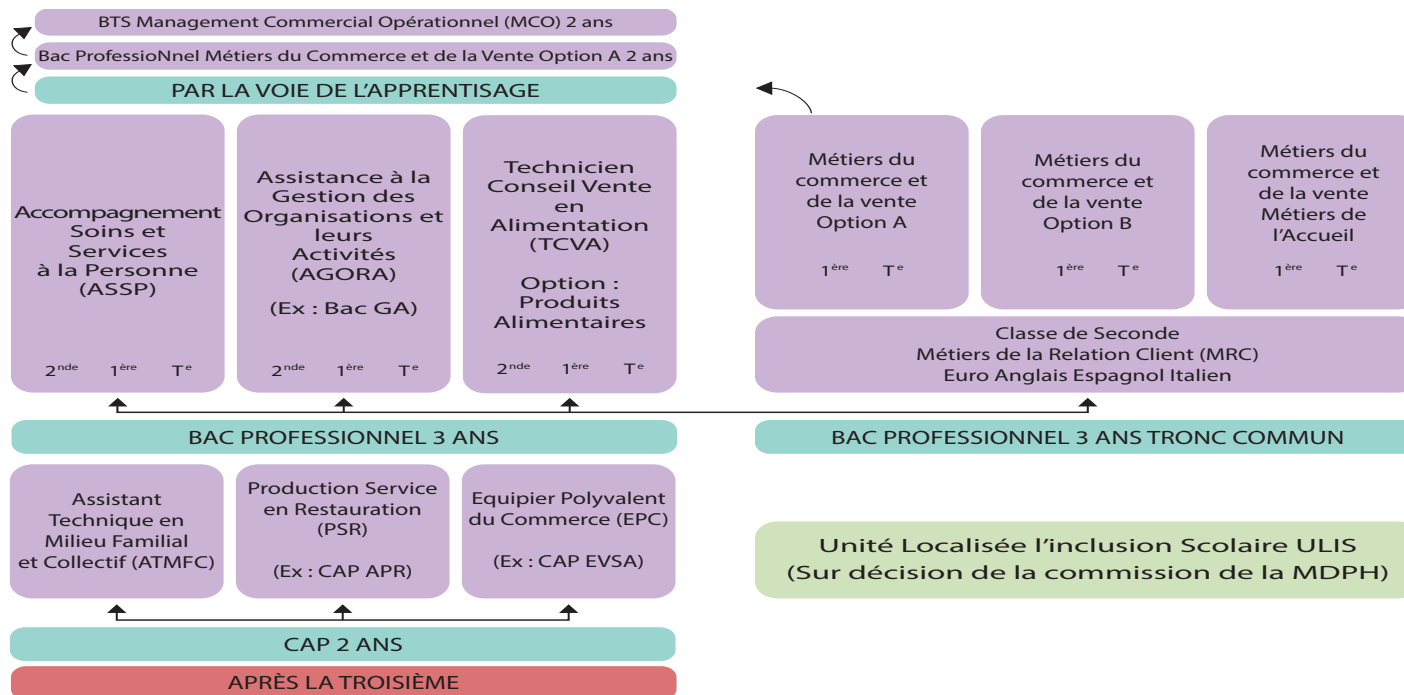 BTS Management Commercial Opérationnel (MCO) 2 ans
Bac ProfessioNnel Métiers du Commerce et de la Vente Option A 2 ans
PAR LA VOIE DE L'APPRENTISAGE
Accompagnement
Soins et
Services
à la Personne
(ASSP)
2nde 1ère Te
Assistance à la
Gestion des
Organisations et
leurs
Activités
(AGORA)
(Ex : Bac GA)
2nde 1ère Te
Technicien
Conseil Vente
en
Alimentation
(TCVA)
Option :
Produits
Alimentaires
2nde 1ère Te
Métiers du
commerce et
de la vente
Option A
1ère Te
Métiers du
commerce et
de la vente
Option B
1ère Te
Métiers du
commerce et
de la vente
Métiers de
l'Accueil
1ère Te
Classe de Seconde
Métiers de la Relation Client (MRC)
Euro Anglais Espagnol Italien
BAC PROFESSIONNEL 3 ANS
BAC PROFESSIONNEL 3 ANS TRONC COMMUN
Assistant
Technique en
Milieu Familial
et Collectif (ATMFC)
Production Service
en Restauration
(PSR)
(Ex : CAP APR)
Equipier Polyvalent
du Commerce (EPC)
(Ex : CAP EVSA)
Unité Localisée l'inclusion Scolaire ULIS
(Sur décision de la commission de la MDPH)
CAP 2 ANS
APRÈS LA TROISIÈME